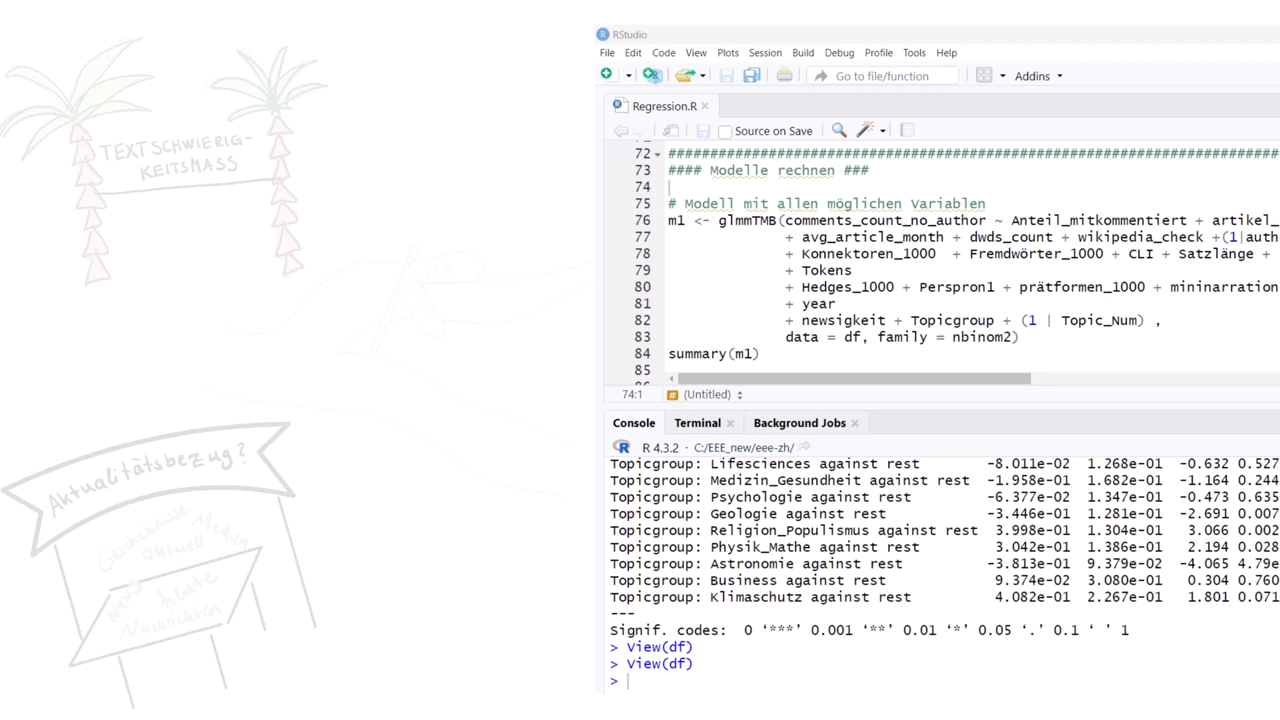 TEXTSCHWIERIG-
KEITSMASS
Aktualitätsbezug?
Geschehnisse Medien
aktuell
News heute
Nachrichten
RStudio
File Edit Code View Plots Session Build Debug Profile Tools Help
Go to file/function Addins
Regression.R
Source on Save
72 ##########################################################################
73 #### Modelle rechnen ###
74
75 # Modell mit allen möglichen Variablen
76 m1 <- glmmTMB(comments_count_no_author ~ Anteil_mitkommentiert + artikel_
77 + avg_article_month + dwds_count + wikipedia_check +(1|auth
78 + Konnektoren_1000 + Fremdwörter_1000 + CLI + Satzlänge +
79 + Tokens
80 + Hedges_1000 + Perspron1 + prätformen_1000 + mininarration
81 + year
82 + newsigkeit + Topicgroup + (1 | Topic_Num) ,
83 data = df, family = nbinom2)
84 summary(m1)
85
74:1 # (Untitled)
Console Terminal Background Jobs
R 4.3.2 · C:/EEE_new/eee-zh/
Topicgroup: Lifesciences against rest -8.011e-02 1.268e-01 -0.632 0.527
Topicgroup: Medizin_Gesundheit against rest -1.958e-01 1.682e-01 -1.164 0.244
Topicgroup: Psychologie against rest -6.377e-02 1.347e-01 -0.473 0.635
Topicgroup: Geologie against rest -3.446e-01 1.281e-01 -2.691 0.007
Topicgroup: Religion_Populismus against rest 3.998e-01 1.304e-01 3.066 0.002
Topicgroup: Physik_Mathe against rest 3.042e-01 1.386e-01 2.194 0.028
Topicgroup: Astronomie against rest -3.813e-01 9.379e-02 -4.065 4.79e
Topicgroup: Business against rest 9.374e-02 3.080e-01 0.304 0.760
Topicgroup: Klimaschutz against rest 4.082e-01 2.267e-01 1.801 0.071
---
Signif. codes: 0 ‘***’ 0.001 ‘**’ 0.01 ‘*’ 0.05 ‘.’ 0.1 ‘ ’ 1
> View(df)
> View(df)
>